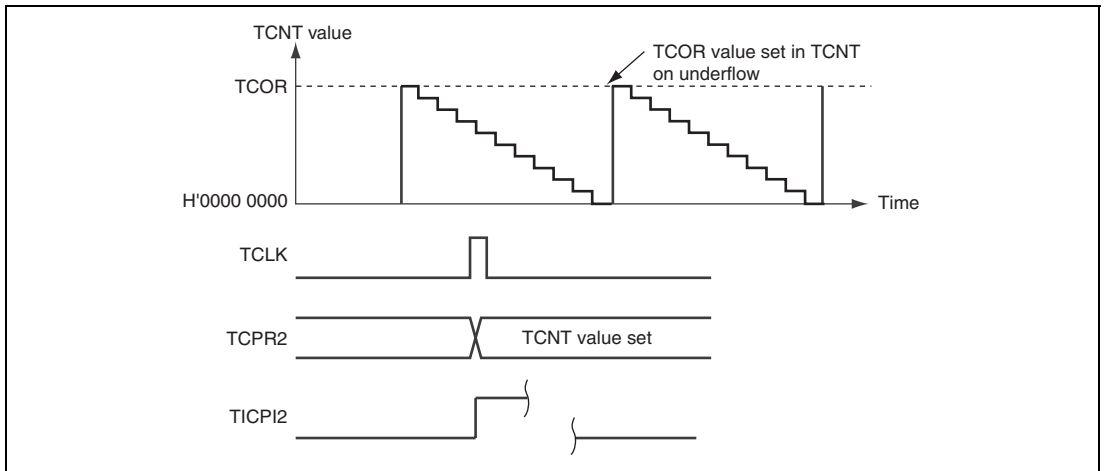 TCNT value
TCOR value set in TCNT
on underflow
TCOR
H'0000 0000
Time
TCLK
TCPR2
TCNT value set
TICPI2